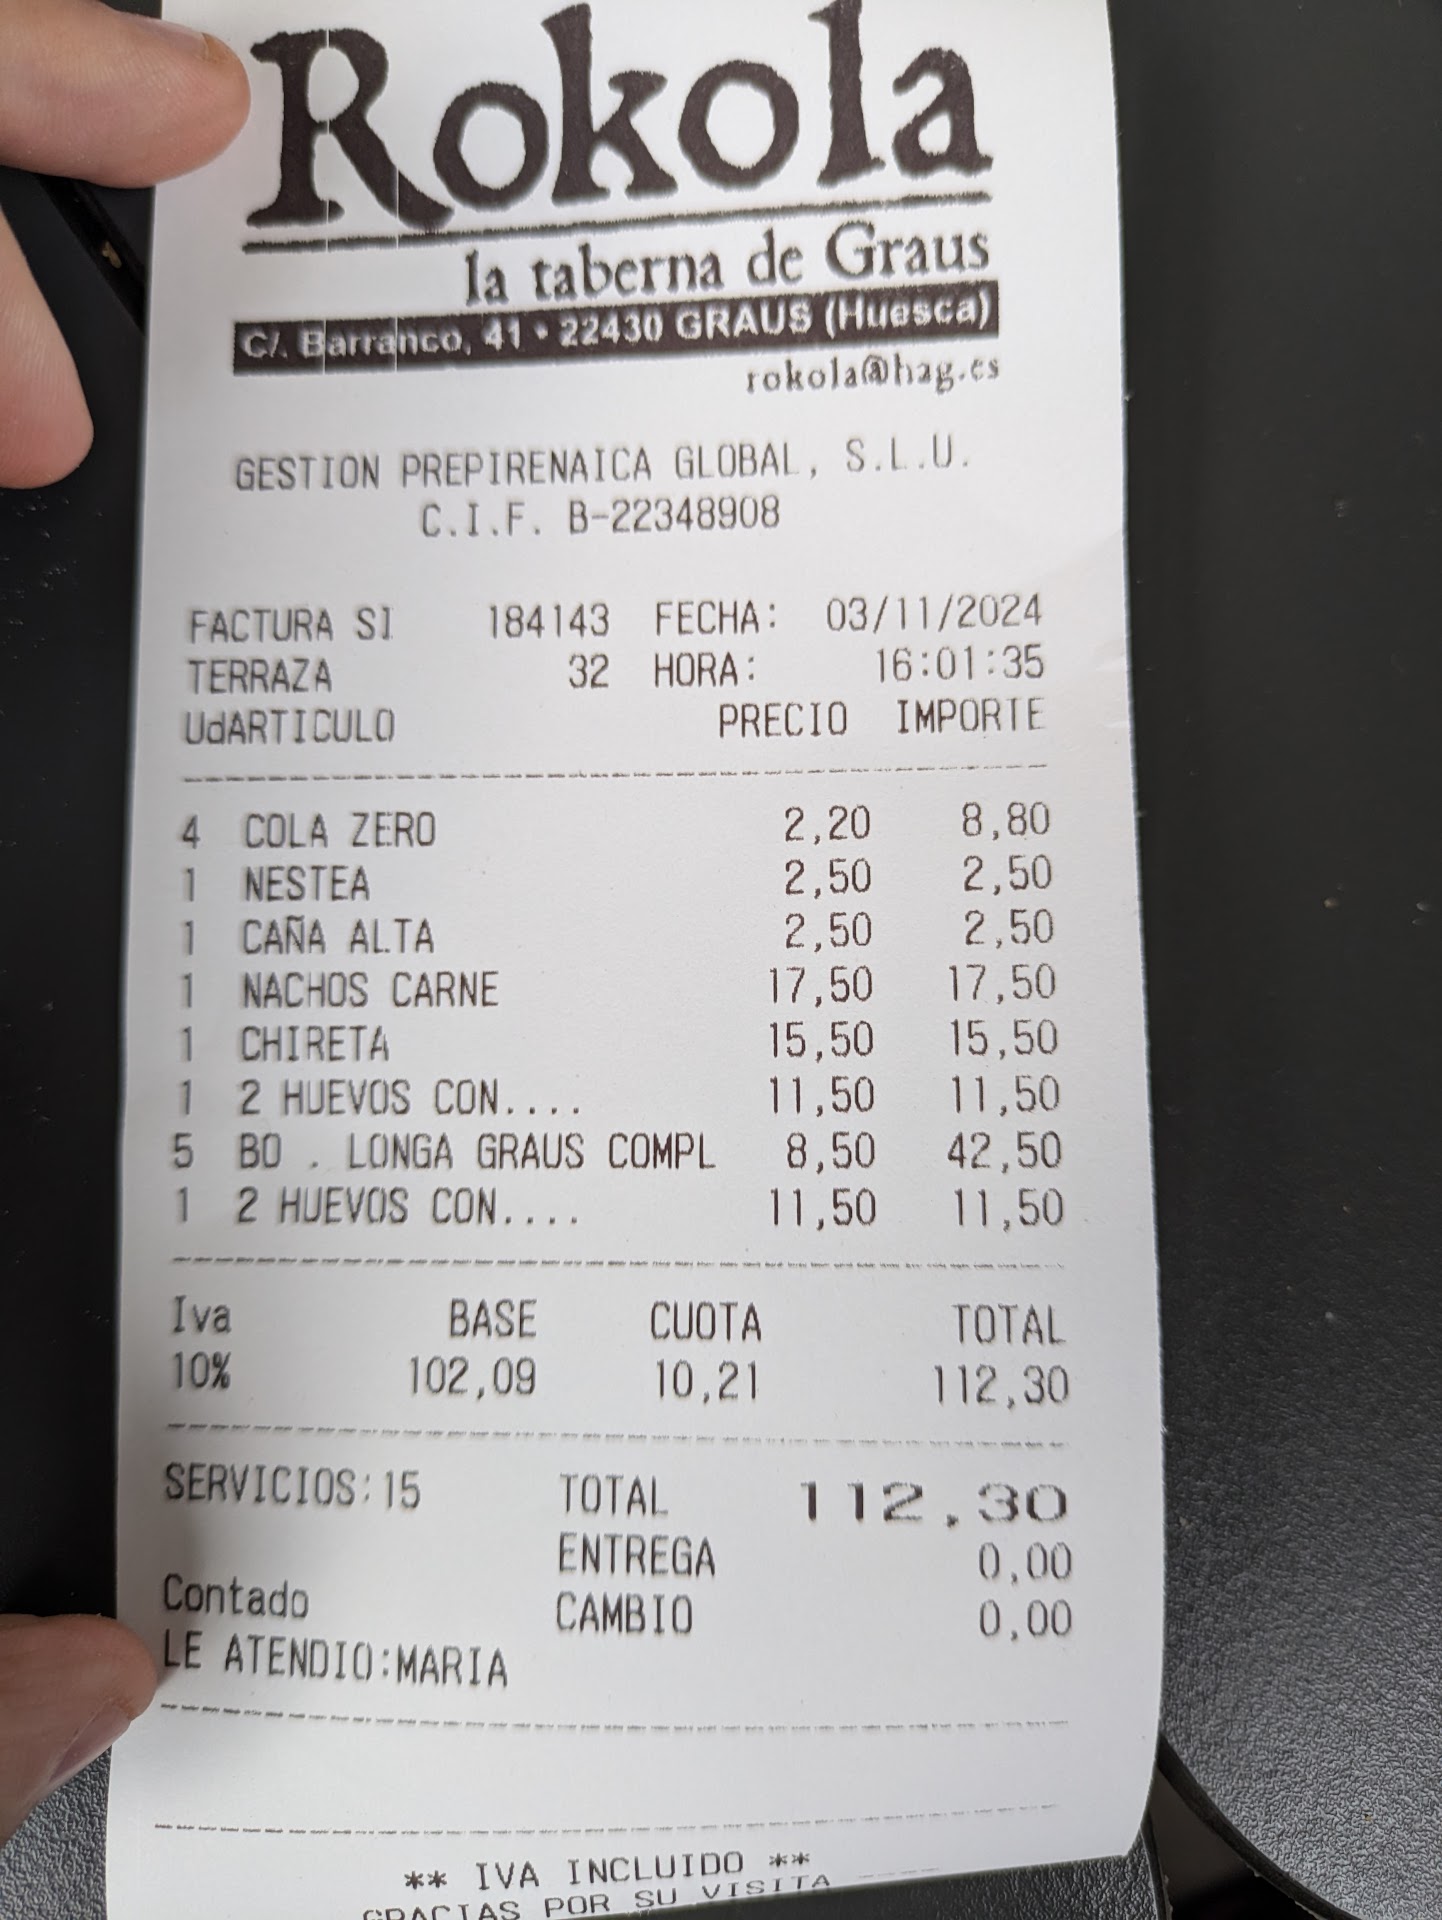 Rokola
la taberna de Graus
C/. Barranco, 41 • 22430 GRAUS (Huesca)
rokola@hag.es
GESTION PREPIRENAICA GLOBAL, S.L.U.
C.I.F. B-22348908
FACTURA SI 184143 FECHA: 03/11/2024
TERRAZA 32 HORA: 16:01:35
UdARTICULO PRECIO IMPORTE
4 COLA ZERO 2,20 8,80
1 NESTEA 2,50 2,50
1 CAÑA ALTA 2,50 2,50
1 NACHOS CARNE 17,50 17,50
1 CHIRETA 15,50 15,50
1 2 HUEVOS CON.... 11,50 11,50
5 BO . LONGA GRAUS COMPL 8,50 42,50
1 2 HUEVOS CON.... 11,50 11,50
Iva BASE CUOTA TOTAL
10% 102,09 10,21 112,30
SERVICIOS:15 TOTAL 112,30
ENTREGA 0,00
Contado CAMBIO 0,00
LE ATENDIO:MARIA
** IVA INCLUIDO **
GRACIAS POR SU VISITA